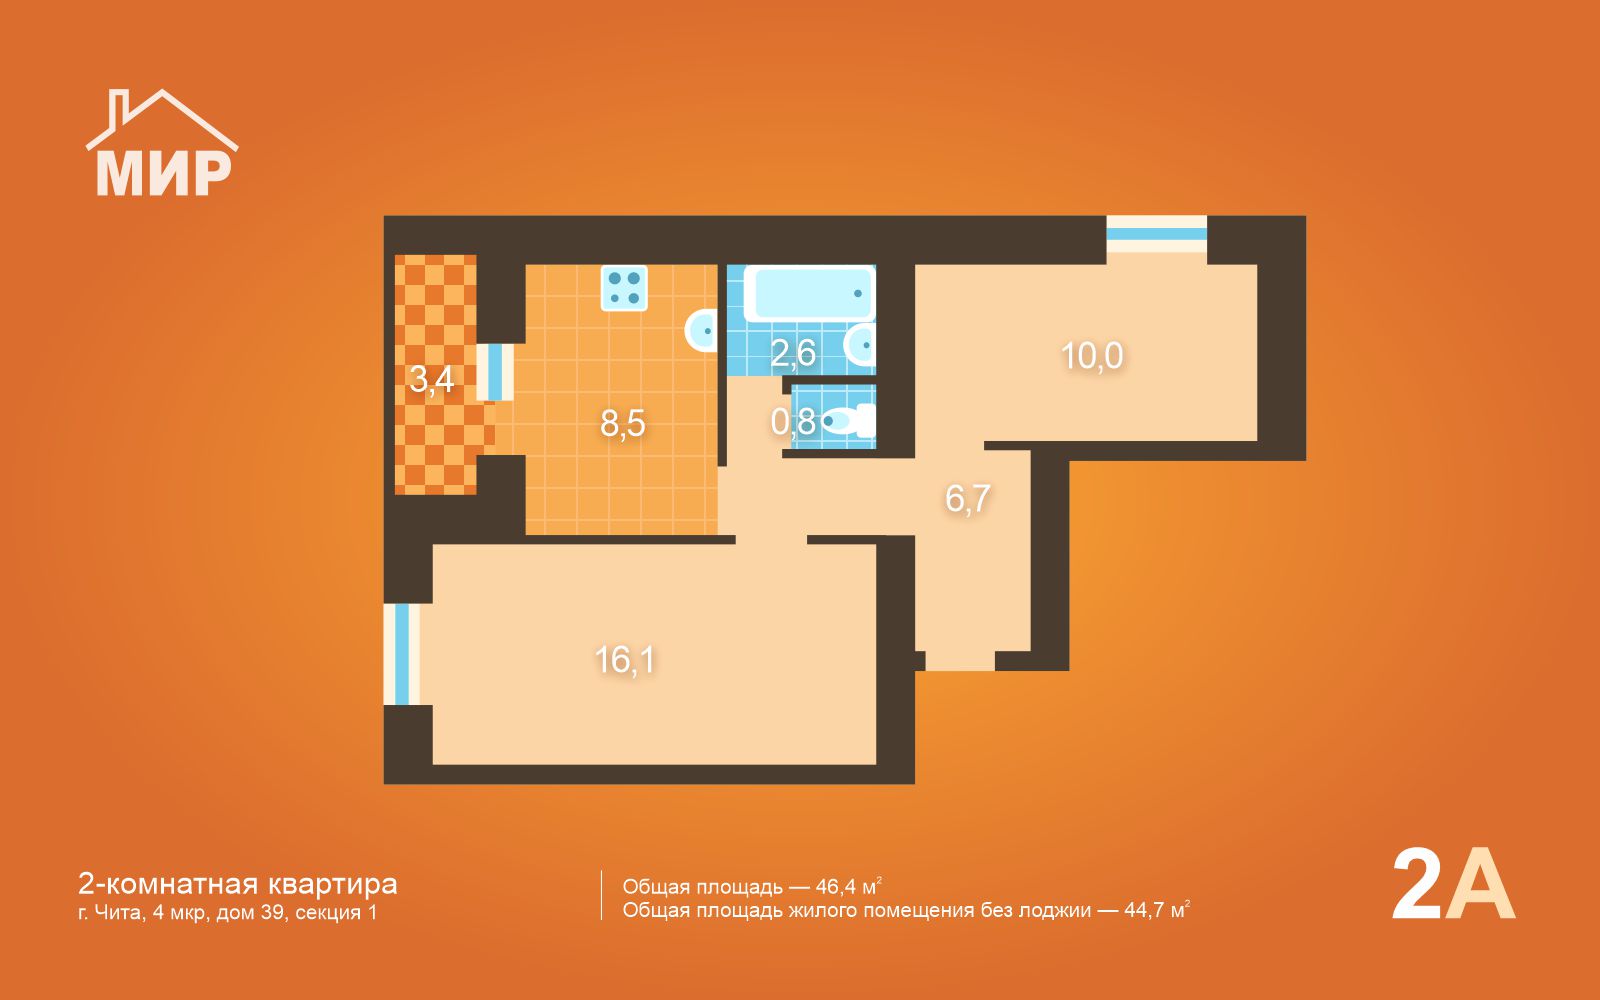 МИР
3,4
8,5
2,6
0,8
10,0
6,7
16,1
2-комнатная квартира
г. Чита, 4 мкр, дом 39, секция 1
Общая площадь — 46,4 м²
Общая площадь жилого помещения без лоджии — 44,7 м²
2А